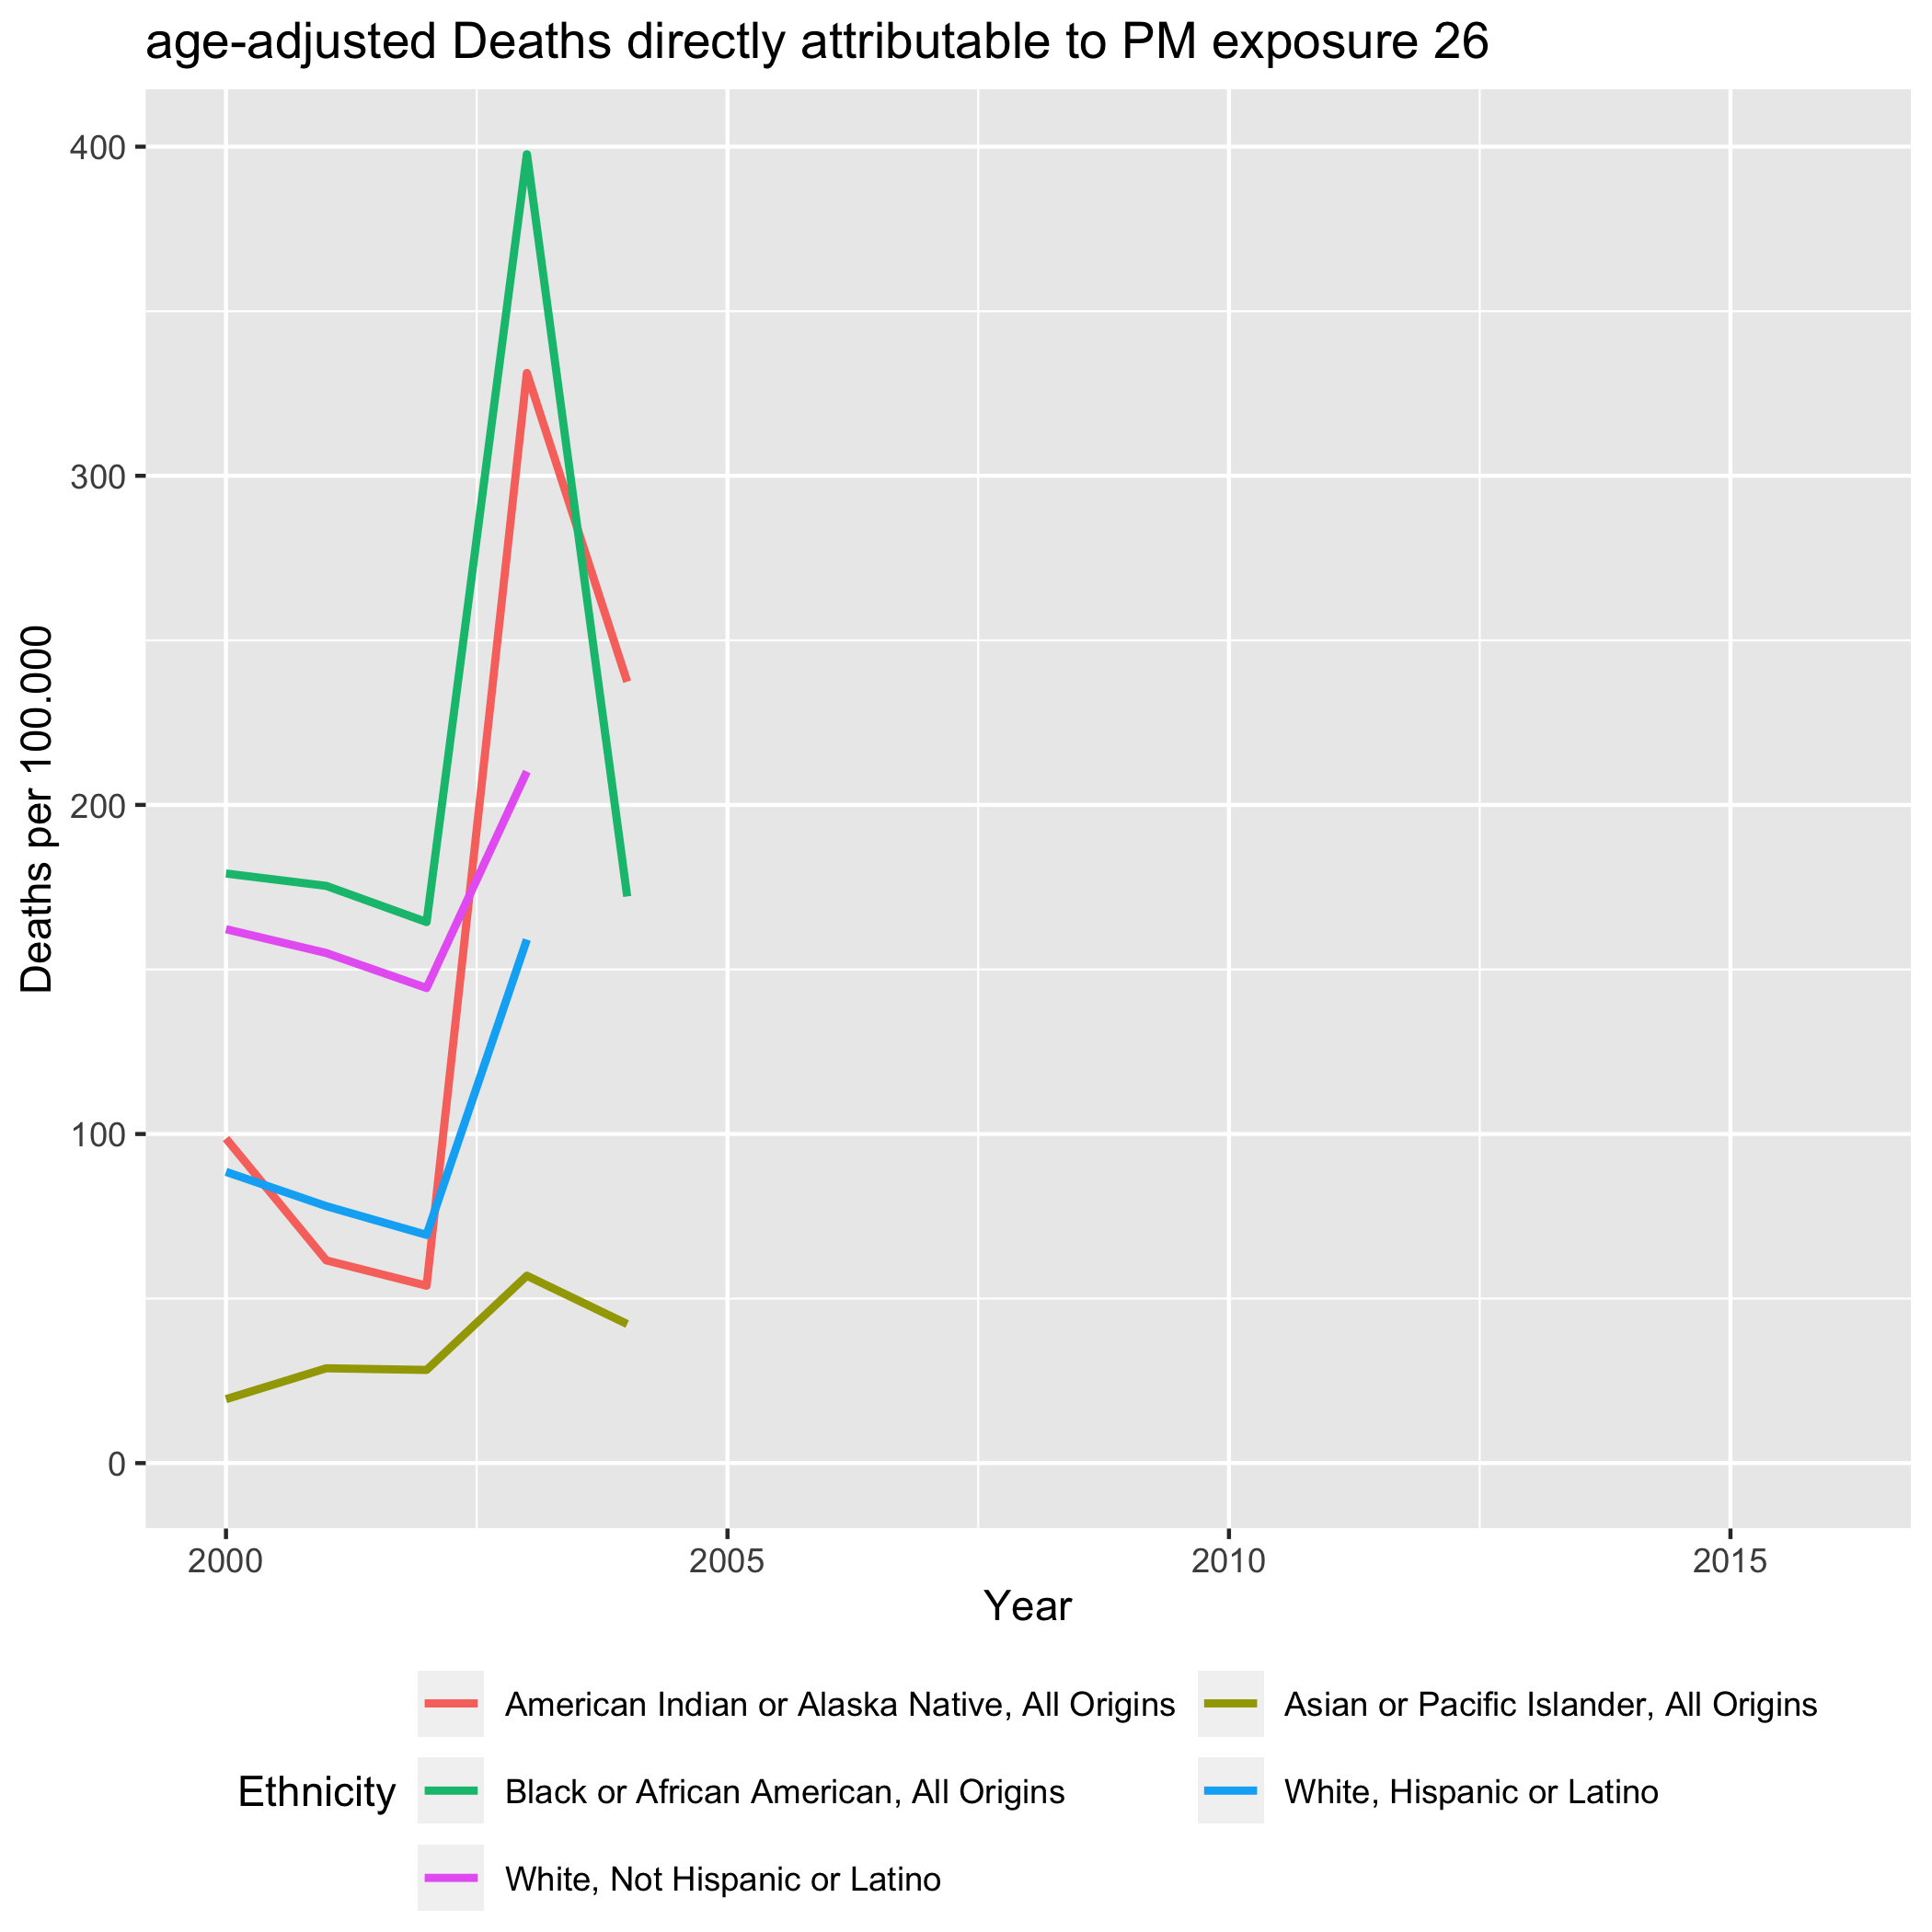 age-adjusted Deaths directly attributable to PM exposure 26
400
300
200
100
0
Deaths per 100.000
2000 2005 2010 2015
Year
Ethnicity
American Indian or Alaska Native, All Origins
Asian or Pacific Islander, All Origins
Black or African American, All Origins
White, Hispanic or Latino
White, Not Hispanic or Latino